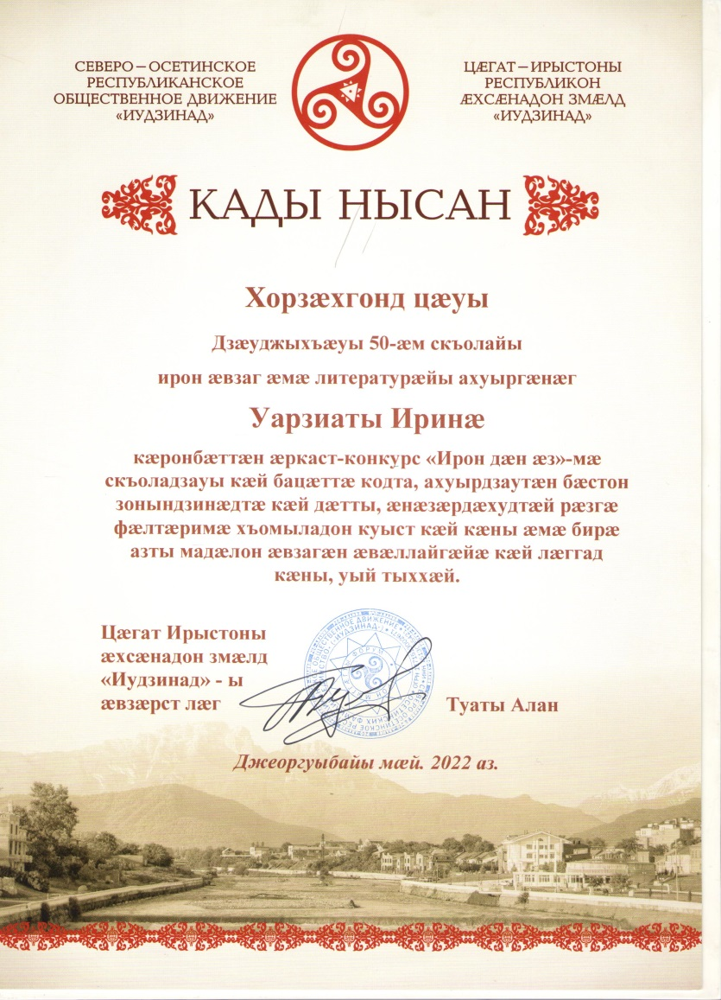 СЕВЕРО – ОСЕТИНСКОЕ
РЕСПУБЛИКАНСКОЕ
ОБЩЕСТВЕННОЕ ДВИЖЕНИЕ
«ИУДЗИНАД»
ЦÆГАТ – ИРЫСТОНЫ
РЕСПУБЛИКОН
ÆХСÆНАДОН ЗМÆЛД
«ИУДЗИНАД»
КАДЫ НЫСАН
Хорзæхгонд цæуы
Дзæуджыхъæуы 50-æм скъолайы
ирон æвзаг æмæ литературæйы ахуыргæнæг
Уарзиаты Иринæ
кæронбæттæн æркаст-конкурс «Ирон дæн æз»-мæ
скъоладзауы кæй бацæттæ кодта, ахуырдзаутæн бæстон
зонындзинæдтæ кæй дæтты, æнæзæрдæхудтæй рæзгæ
фæлтæримæ хъомыладон куыст кæй кæны æмæ бирæ
азты мадæлон æвзагæн æвæллайгæйæ кæй лæггад
кæны, уый тыххæй.
Цæгат Ирыстоны
æхсæнадон змæлд
«Иудзинад» - ы
æвзæрст лæг
Туаты Алан
Джеоргуыбайы мæй. 2022 аз.